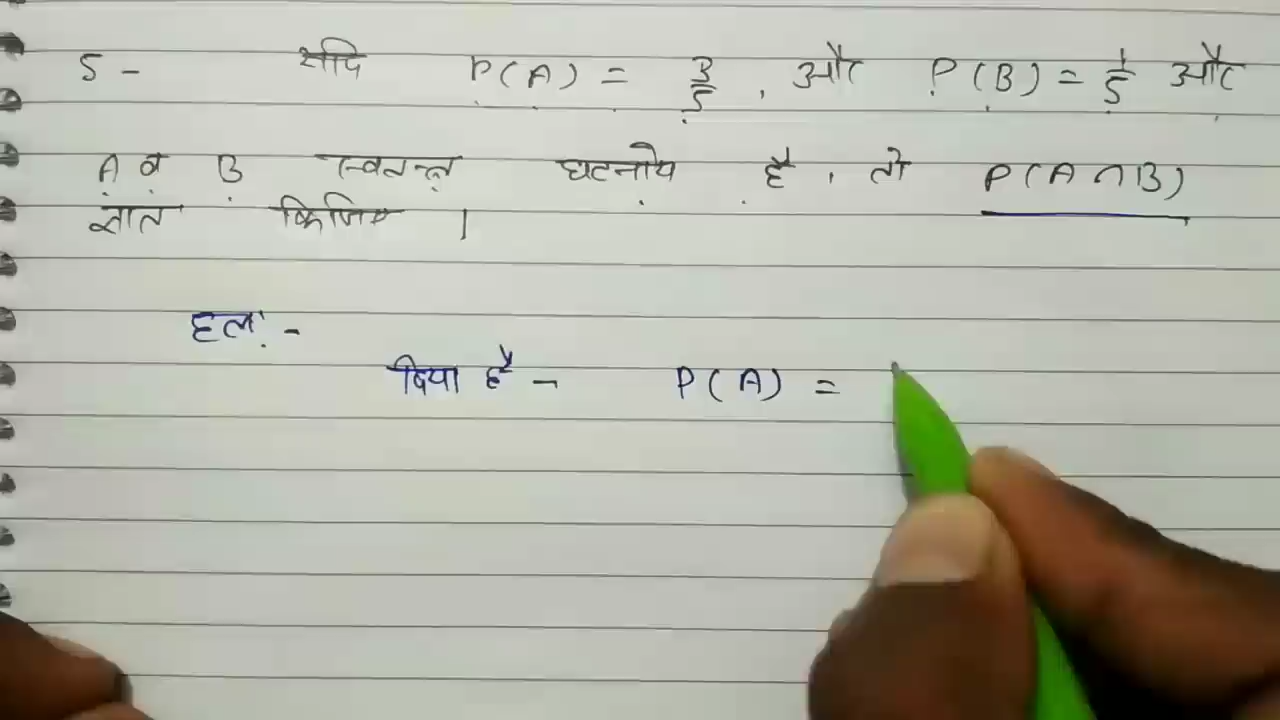 5 - यदि P(A) = 3/5 , और P(B) = 1/5 और
A व B स्वतन्त्र घटनाये है , तो P(A∩B)
ज्ञात किजिए ।
हल: -
दिया है - P(A) =